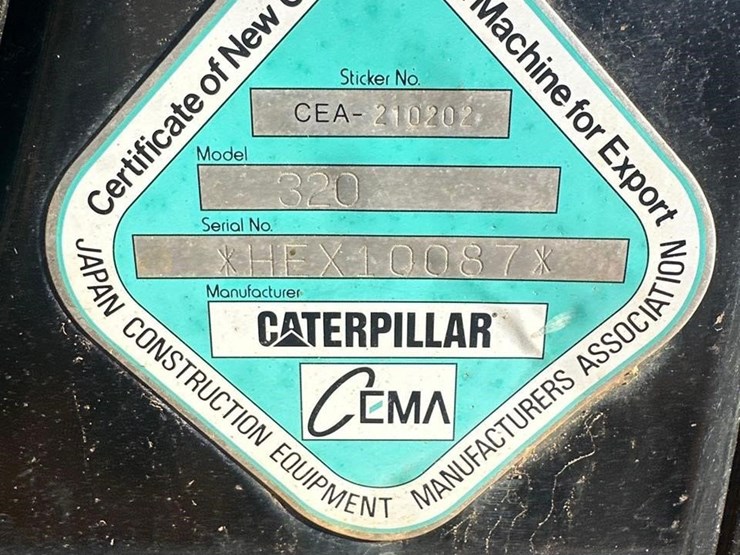 Certificate of New
Machine for Export
Sticker No.
CEA-210202
Model
320
Serial No.
*HEX10087*
Manufacturer
CATERPILLAR
CEMA
JAPAN CONSTRUCTION EQUIPMENT MANUFACTURERS ASSOCIATION